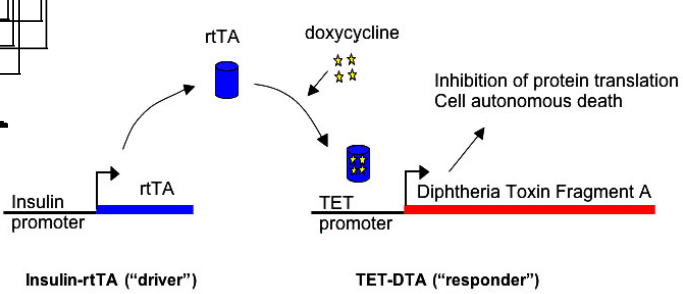 rtTA
doxycycline
Inhibition of protein translation
Cell autonomous death
Insulin
promoter
rtTA
TET
promoter
Diphtheria Toxin Fragment A
Insulin-rtTA (“driver”)
TET-DTA (“responder”)